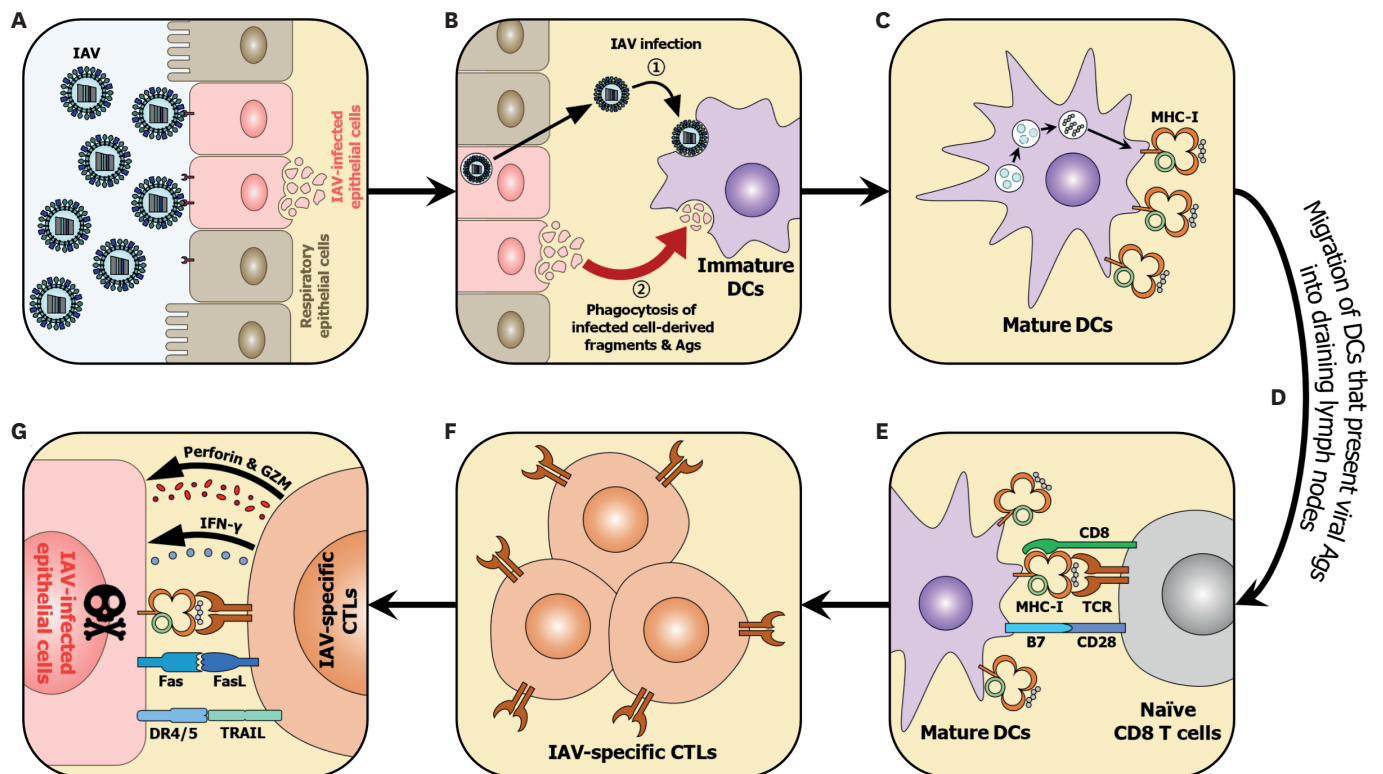 A
IAV
IAV-infected
epithelial cells
Respiratory
epithelial cells
B
IAV infection
①
②
Phagocytosis of
infected cell-derived
fragments & Ags
Immature
DCs
C
MHC-I
Mature DCs
D
Migration of DCs that present viral Ags
into draining lymph nodes
E
CD8
MHC-I
TCR
B7
CD28
Mature DCs
Naïve
CD8 T cells
F
IAV-specific CTLs
G
Perforin & GZM
IFN-γ
IAV-infected
epithelial cells
IAV-specific
CTLs
Fas
FasL
DR4/5
TRAIL